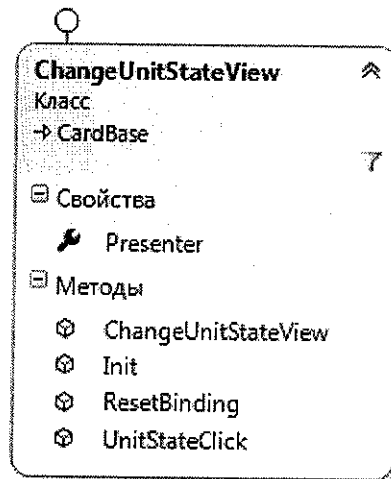 ChangeUnitStateView
Класс
CardBase
Свойства
Presenter
Методы
ChangeUnitStateView
Init
ResetBinding
UnitStateClick